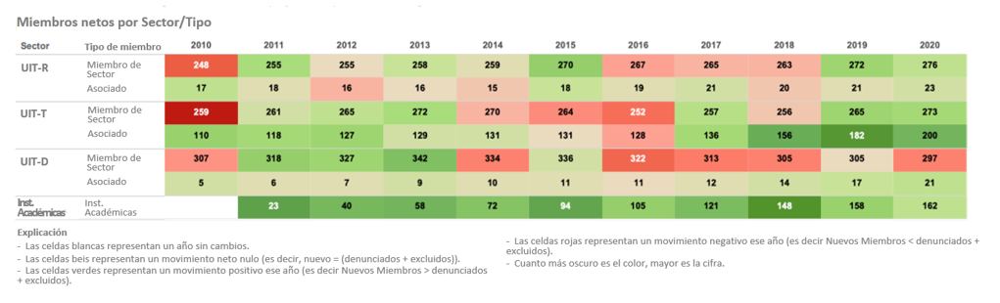 Miembros netos por Sector/Tipo
Sector Tipo de miembro 2010 2011 2012 2013 2014 2015 2016 2017 2018 2019 2020
UIT-R Miembro de Sector 248 255 255 258 259 270 267 265 263 272 276
Asociado 17 18 16 16 15 18 19 21 20 21 23
UIT-T Miembro de Sector 259 261 265 272 270 264 252 257 256 265 273
Asociado 110 118 127 129 131 131 128 136 156 182 200
UIT-D Miembro de Sector 307 318 327 342 334 336 322 313 305 305 297
Asociado 5 6 7 9 10 11 11 12 14 17 21
Inst. Académicas Inst. Académicas 23 40 58 72 94 105 121 148 158 162
Explicación
- Las celdas blancas representan un año sin cambios.
- Las celdas beis representan un movimiento neto nulo (es decir, nuevo = (denunciados + excluidos)).
- Las celdas verdes representan un movimiento positivo ese año (es decir Nuevos Miembros > denunciados
+ excluidos).
- Las celdas rojas representan un movimiento negativo ese año (es decir Nuevos Miembros < denunciados +
excluidos).
- Cuanto más oscuro es el color, mayor es la cifra.